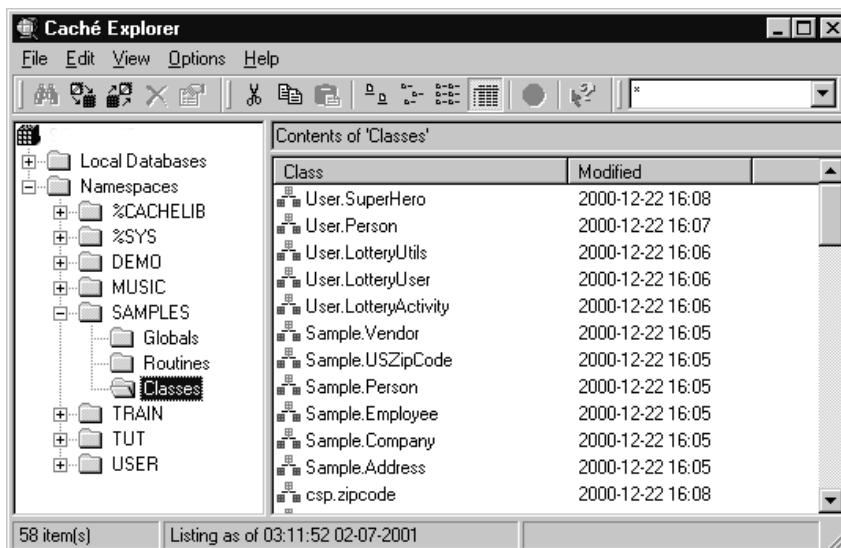 Caché Explorer
File Edit View Options Help
*
Contents of 'Classes'
Local Databases
Namespaces
%CACHELIB
%SYS
DEMO
MUSIC
SAMPLES
Globals
Routines
Classes
TRAIN
TUT
USER
Class Modified
User.SuperHero 2000-12-22 16:08
User.Person 2000-12-22 16:07
User.LotteryUtils 2000-12-22 16:06
User.LotteryUser 2000-12-22 16:06
User.LotteryActivity 2000-12-22 16:06
Sample.Vendor 2000-12-22 16:05
Sample.USZipCode 2000-12-22 16:05
Sample.Person 2000-12-22 16:05
Sample.Employee 2000-12-22 16:05
Sample.Company 2000-12-22 16:05
Sample.Address 2000-12-22 16:05
csp.zipcode 2000-12-22 16:08
58 item(s) Listing as of 03:11:52 02-07-2001